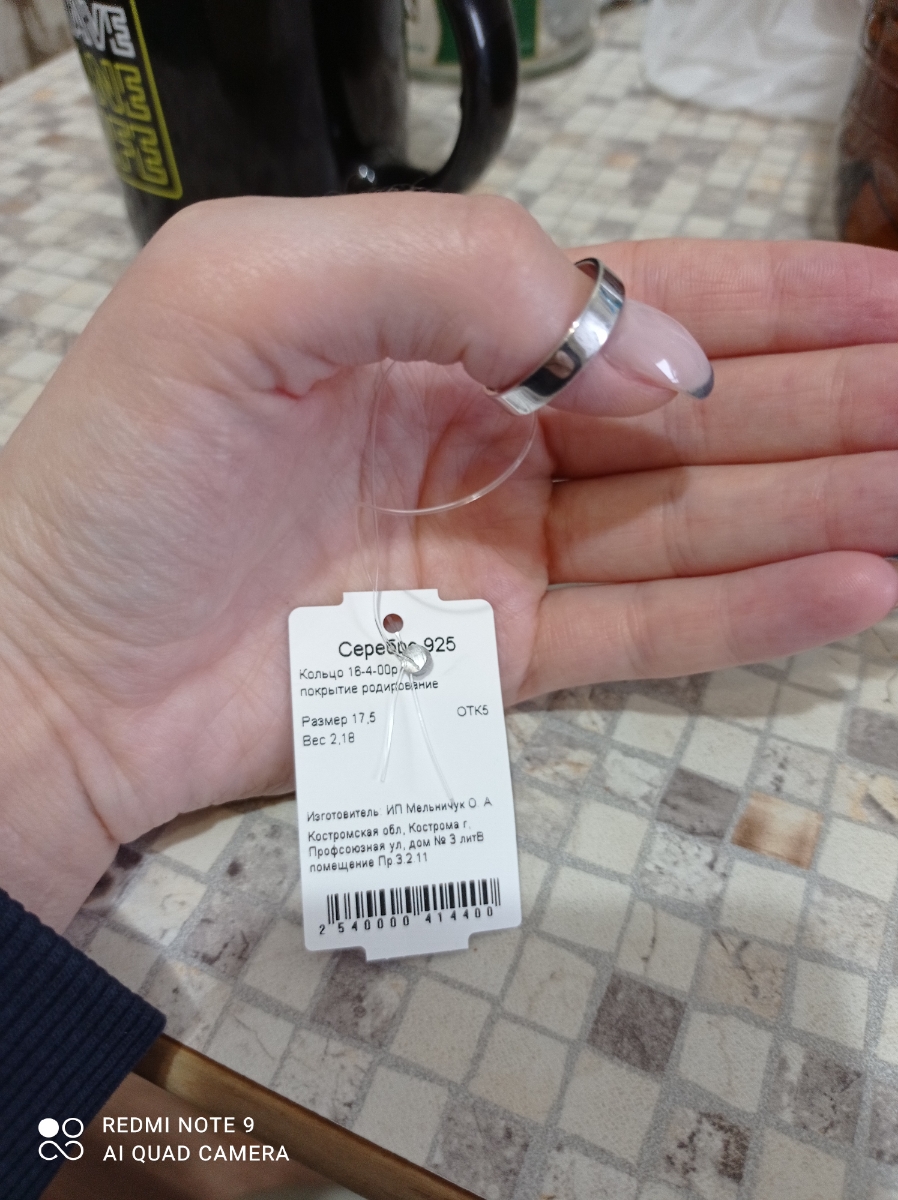 Серебро 925
Кольцо 16-4-00р
покрытие родирование
Размер 17,5
ОТК5
Вес 2,18
Изготовитель ИП Мельничук О. А
Костромская обл, Кострома г,
Профсоюзная ул, дом № 3 литВ
помещение Пр.3.2.11
2 540000 414400
REDMI NOTE 9
AI QUAD CAMERA